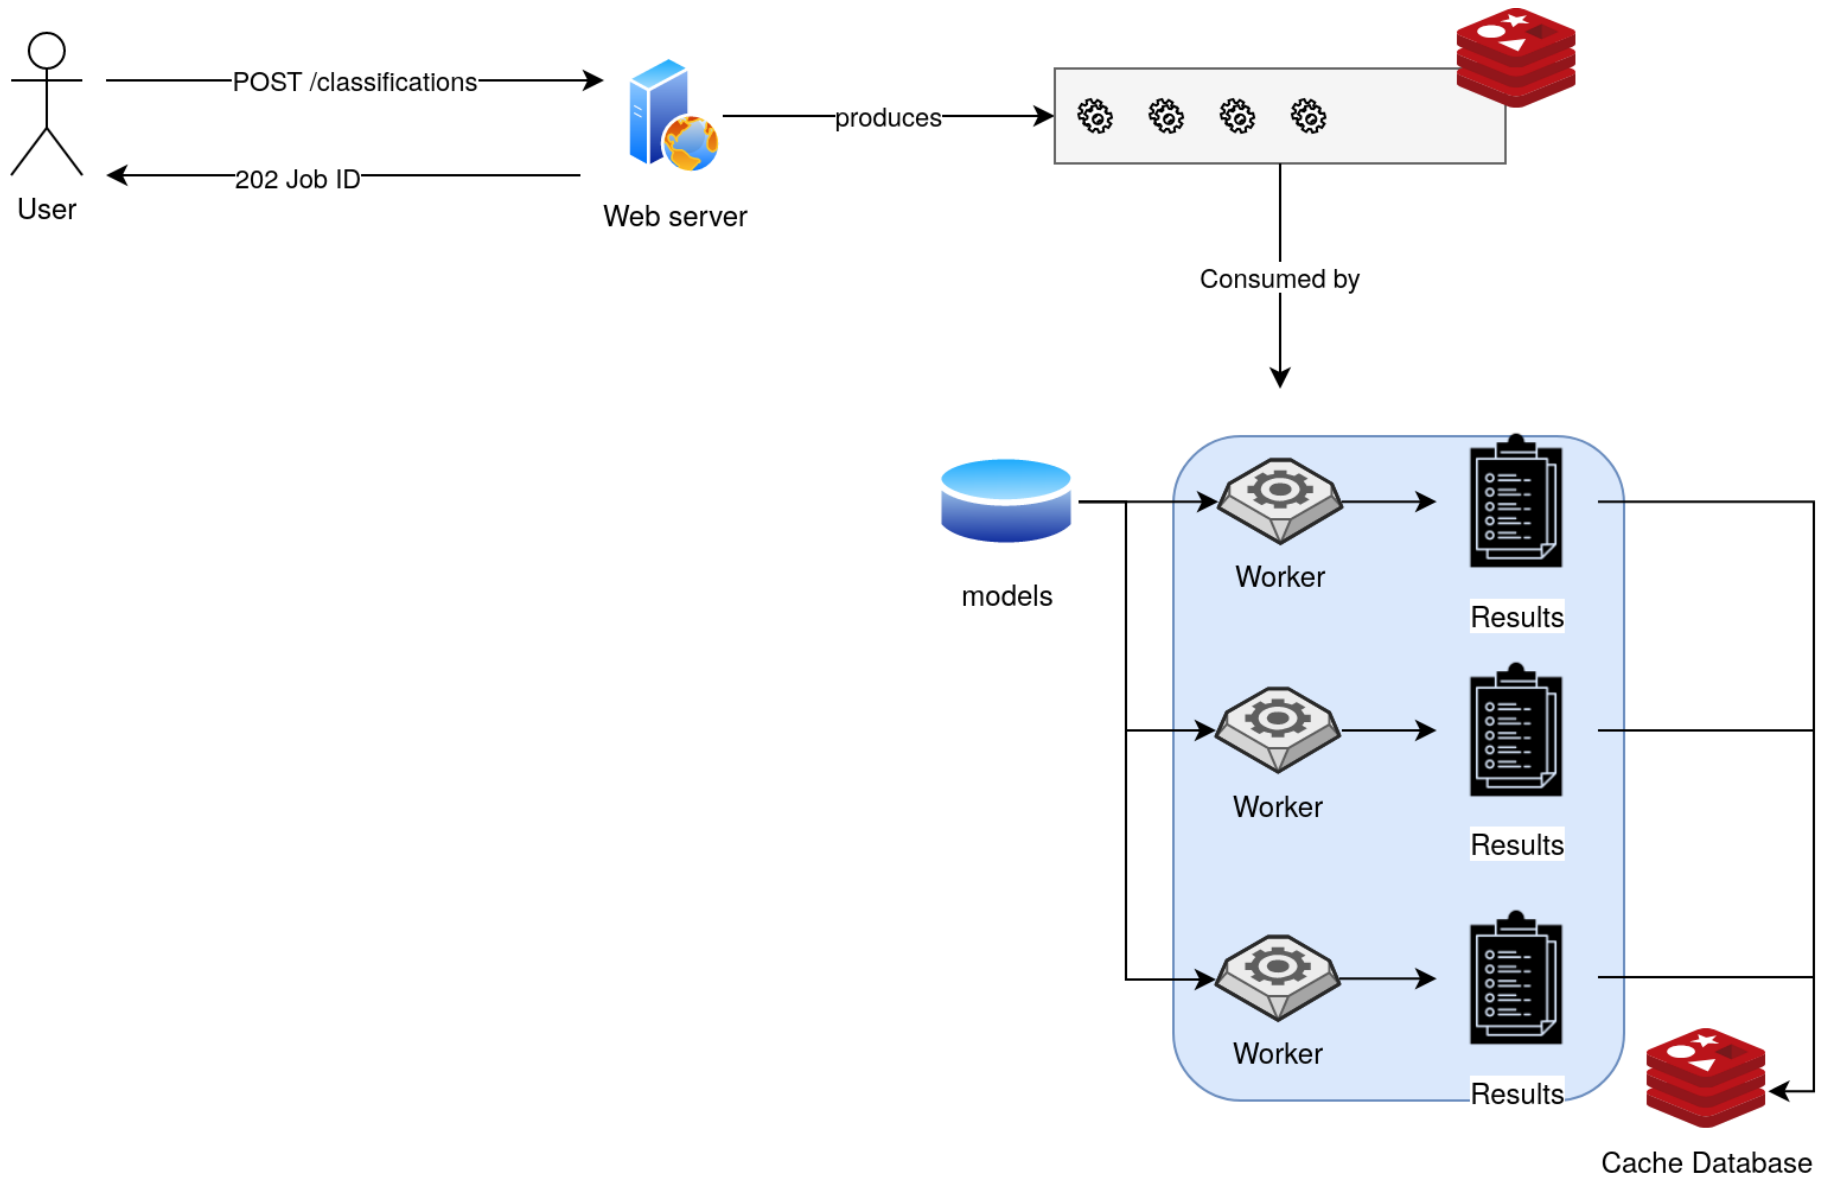 POST /classifications
produces
202 Job ID
User
Web server
Consumed by
models
Worker
Results
Worker
Results
Worker
Results
Cache Database